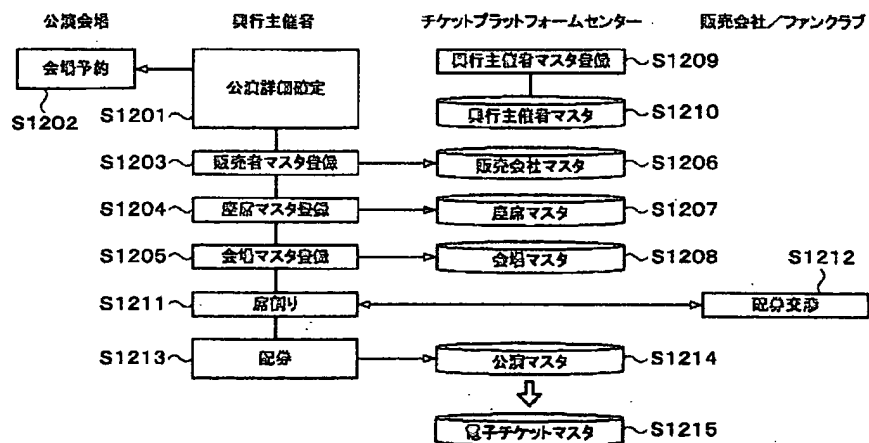 公演会場 興行主催者 チケットプラットフォームセンター 販売会社／ファンクラブ
会場予約 公演詳細確定 興行主催者マスタ登録 S1209
S1202 S1201 興行主催者マスタ S1210
S1203 販売者マスタ登録 販売会社マスタ S1206
S1204 座席マスタ登録 座席マスタ S1207
S1205 会場マスタ登録 会場マスタ S1208
S1212
S1211 席割り 配券交渉
S1213 配券 公演マスタ S1214
電子チケットマスタ S1215